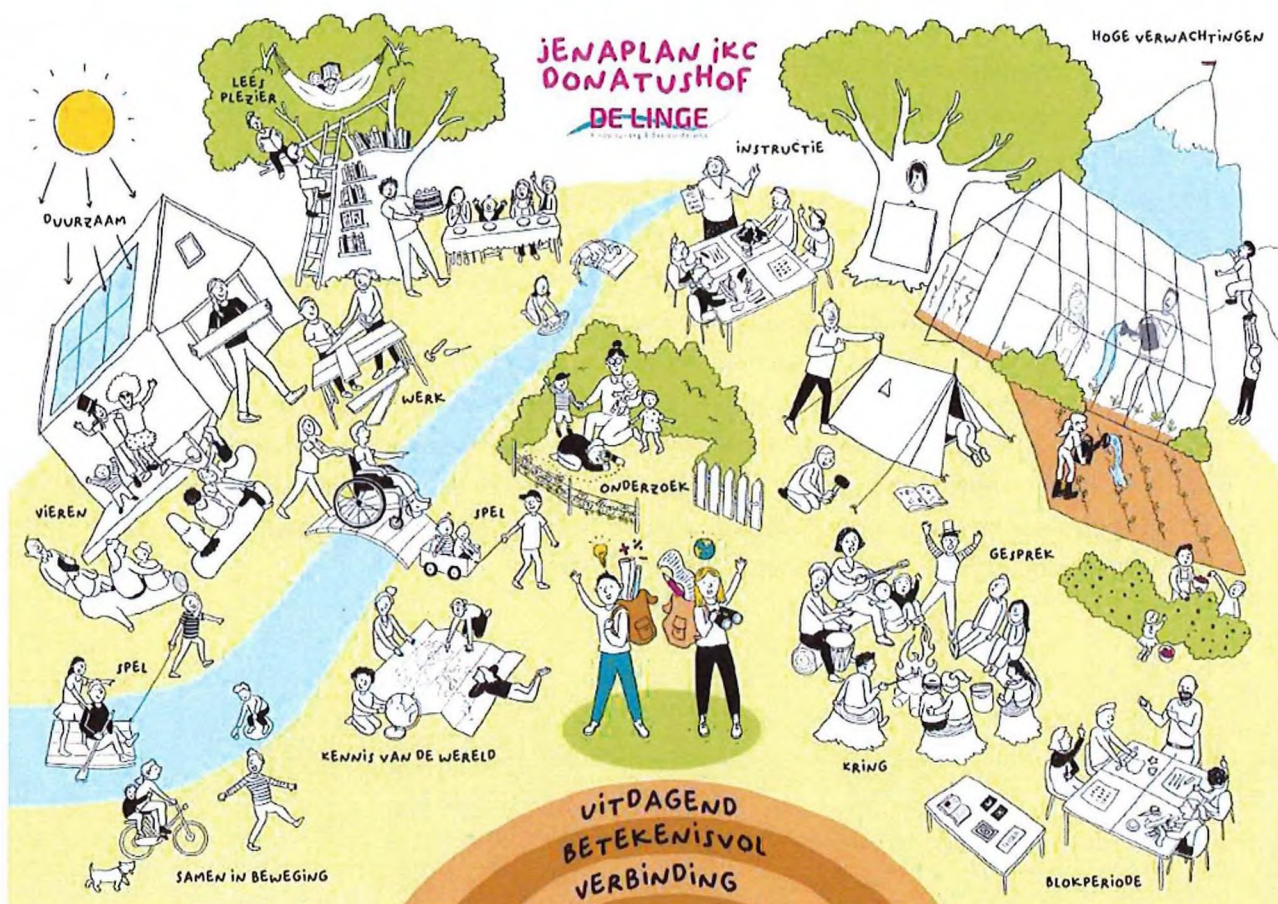 JENAPLAN IKC
DONATUSHOF
DE LINGE
HOGE VERWACHTINGEN
LEES
PLEZIER
INSTRUCTIE
DUURZAAM
WERK
ONDERZOEK
VIEREN
SPEL
GESPREK
SPEL
KENNIS VAN DE WERELD
KRING
SAMEN IN BEWEGING
BLOKPERIODE
UITDAGEND
BETEKENISVOL
VERBINDING